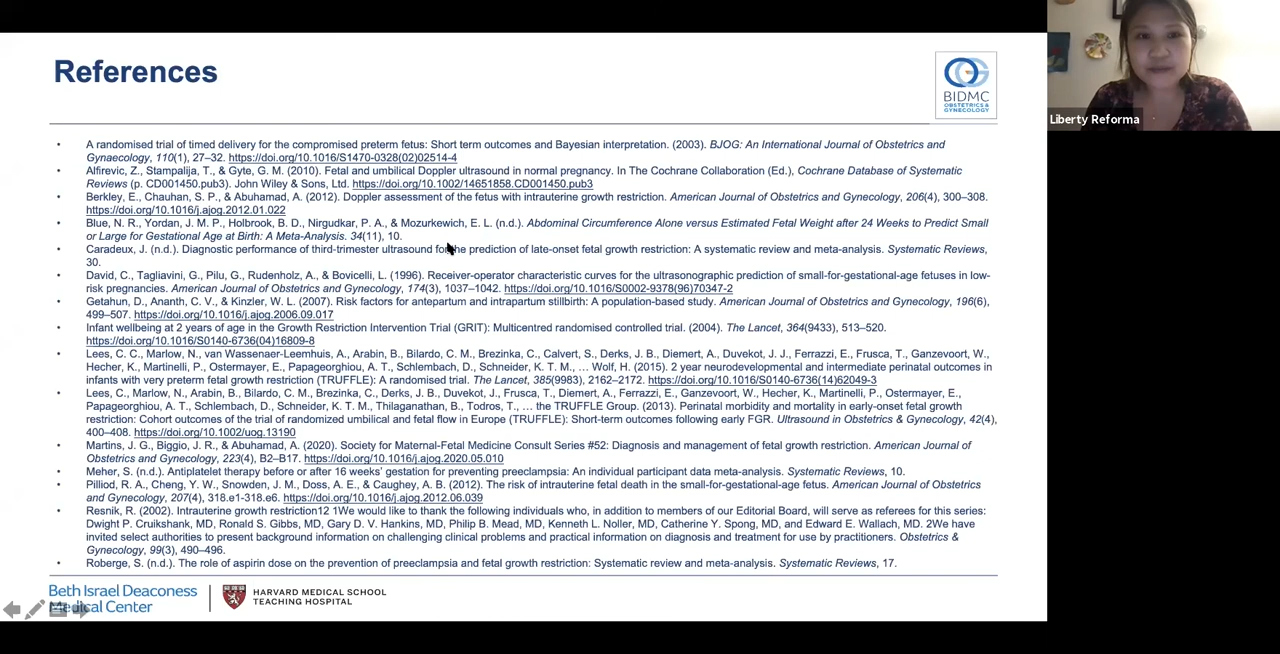 References
BIDMC
OBSTETRICS &
GYNECOLOGY
• A randomised trial of timed delivery for the compromised preterm fetus: Short term outcomes and Bayesian interpretation. (2003). BJOG: An International Journal of Obstetrics and
Gynaecology, 110(1), 27–32. https://doi.org/10.1016/S1470-0328(02)02514-4
• Alfirevic, Z., Stampalija, T., & Gyte, G. M. (2010). Fetal and umbilical Doppler ultrasound in normal pregnancy. In The Cochrane Collaboration (Ed.), Cochrane Database of Systematic
Reviews (p. CD001450.pub3). John Wiley & Sons, Ltd. https://doi.org/10.1002/14651858.CD001450.pub3
• Berkley, E., Chauhan, S. P., & Abuhamad, A. (2012). Doppler assessment of the fetus with intrauterine growth restriction. American Journal of Obstetrics and Gynecology, 206(4), 300–308.
https://doi.org/10.1016/j.ajog.2012.01.022
• Blue, N. R., Yordan, J. M. P., Holbrook, B. D., Nirgudkar, P. A., & Mozurkewich, E. L. (n.d.). Abdominal Circumference Alone versus Estimated Fetal Weight after 24 Weeks to Predict Small
or Large for Gestational Age at Birth: A Meta-Analysis. 34(11), 10.
• Caradeux, J. (n.d.). Diagnostic performance of third-trimester ultrasound for the prediction of late-onset fetal growth restriction: A systematic review and meta-analysis. Systematic Reviews,
30.
• David, C., Tagliavini, G., Pilu, G., Rudenholz, A., & Bovicelli, L. (1996). Receiver-operator characteristic curves for the ultrasonographic prediction of small-for-gestational-age fetuses in low-
risk pregnancies. American Journal of Obstetrics and Gynecology, 174(3), 1037–1042. https://doi.org/10.1016/S0002-9378(96)70347-2
• Getahun, D., Ananth, C. V., & Kinzler, W. L. (2007). Risk factors for antepartum and intrapartum stillbirth: A population-based study. American Journal of Obstetrics and Gynecology, 196(6),
499–507. https://doi.org/10.1016/j.ajog.2006.09.017
• Infant wellbeing at 2 years of age in the Growth Restriction Intervention Trial (GRIT): Multicentred randomised controlled trial. (2004). The Lancet, 364(9433), 513–520.
https://doi.org/10.1016/S0140-6736(04)16809-8
• Lees, C. C., Marlow, N., van Wassenaer-Leemhuis, A., Arabin, B., Bilardo, C. M., Brezinka, C., Calvert, S., Derks, J. B., Diemert, A., Duvekot, J. J., Ferrazzi, E., Frusca, T., Ganzevoort, W.,
Hecher, K., Martinelli, P., Ostermayer, E., Papageorghiou, A. T., Schlembach, D., Schneider, K. T. M., … Wolf, H. (2015). 2 year neurodevelopmental and intermediate perinatal outcomes in
infants with very preterm fetal growth restriction (TRUFFLE): A randomised trial. The Lancet, 385(9983), 2162–2172. https://doi.org/10.1016/S0140-6736(14)62049-3
• Lees, C., Marlow, N., Arabin, B., Bilardo, C. M., Brezinka, C., Derks, J. B., Duvekot, J., Frusca, T., Diemert, A., Ferrazzi, E., Ganzevoort, W., Hecher, K., Martinelli, P., Ostermayer, E.,
Papageorghiou, A. T., Schlembach, D., Schneider, K. T. M., Thilaganathan, B., Todros, T., … the TRUFFLE Group. (2013). Perinatal morbidity and mortality in early-onset fetal growth
restriction: Cohort outcomes of the trial of randomized umbilical and fetal flow in Europe (TRUFFLE): Short-term outcomes following early FGR. Ultrasound in Obstetrics & Gynecology, 42(4),
400–408. https://doi.org/10.1002/uog.13190
• Martins, J. G., Biggio, J. R., & Abuhamad, A. (2020). Society for Maternal-Fetal Medicine Consult Series #52: Diagnosis and management of fetal growth restriction. American Journal of
Obstetrics and Gynecology, 223(4), B2–B17. https://doi.org/10.1016/j.ajog.2020.05.010
• Meher, S. (n.d.). Antiplatelet therapy before or after 16 weeks' gestation for preventing preeclampsia: An individual participant data meta-analysis. Systematic Reviews, 10.
• Pilliod, R. A., Cheng, Y. W., Snowden, J. M., Doss, A. E., & Caughey, A. B. (2012). The risk of intrauterine fetal death in the small-for-gestational-age fetus. American Journal of Obstetrics
and Gynecology, 207(4), 318.e1-318.e6. https://doi.org/10.1016/j.ajog.2012.06.039
• Resnik, R. (2002). Intrauterine growth restriction12 1We would like to thank the following individuals who, in addition to members of our Editorial Board, will serve as referees for this series:
Dwight P. Cruikshank, MD, Ronald S. Gibbs, MD, Gary D. V. Hankins, MD, Philip B. Mead, MD, Kenneth L. Noller, MD, Catherine Y. Spong, MD, and Edward E. Wallach, MD. 2We have
invited select authorities to present background information on challenging clinical problems and practical information on diagnosis and treatment for use by practitioners. Obstetrics &
Gynecology, 99(3), 490–496.
• Roberge, S. (n.d.). The role of aspirin dose on the prevention of preeclampsia and fetal growth restriction: Systematic review and meta-analysis. Systematic Reviews, 17.
Beth Israel Deaconess
Medical Center
HARVARD MEDICAL SCHOOL
TEACHING HOSPITAL
Liberty Reforma